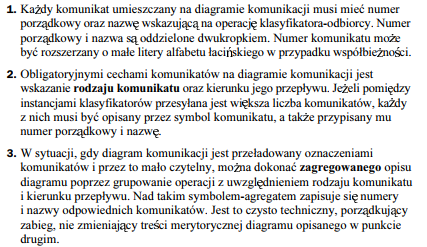 1. Każdy komunikat umieszczany na diagramie komunikacji musi mieć numer
porządkowy oraz nazwę wskazującą na operację klasyfikatora-odbiorcy. Numer
porządkowy i nazwa są oddzielone dwukropkiem. Numer komunikatu może
być rozszerzany o małe litery alfabetu łacińskiego w przypadku współbieżności.
2. Obligatoryjnymi cechami komunikatów na diagramie komunikacji jest
wskazanie rodzaju komunikatu oraz kierunku jego przepływu. Jeżeli pomiędzy
instancjami klasyfikatorów przesyłana jest większa liczba komunikatów, każdy
z nich musi być opisany przez symbol komunikatu, a także przypisany mu
numer porządkowy i nazwę.
3. W sytuacji, gdy diagram komunikacji jest przeładowany oznaczeniami
komunikatów i przez to mało czytelny, można dokonać zagregowanego opisu
diagramu poprzez grupowanie operacji z uwzględnieniem rodzaju komunikatu
i kierunku przepływu. Nad takim symbolem-agregatem zapisuje się numery
i nazwy odpowiednich komunikatów. Jest to czysto techniczny, porządkujący
zabieg, nie zmieniający treści merytorycznej diagramu opisanego w punkcie
drugim.